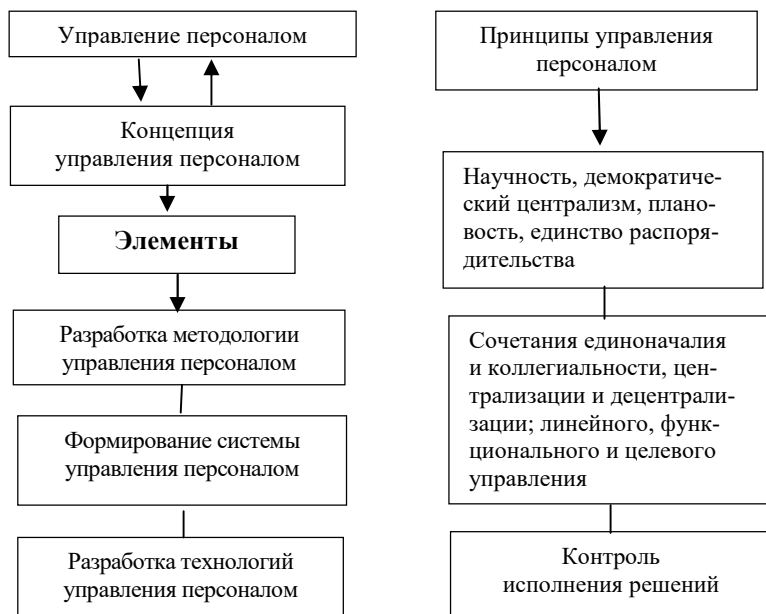 Управление персоналом
Концепция
управления персоналом
Элементы
Разработка методологии
управления персоналом
Формирование системы
управления персоналом
Разработка технологий
управления персоналом
Принципы управления
персоналом
Научность, демократиче-
ский централизм, плано-
вость, единство распоря-
дительства
Сочетания единоначалия
и коллегиальности, цен-
трализации и децентрали-
зации; линейного, функ-
ционального и целевого
управления
Контроль
исполнения решений